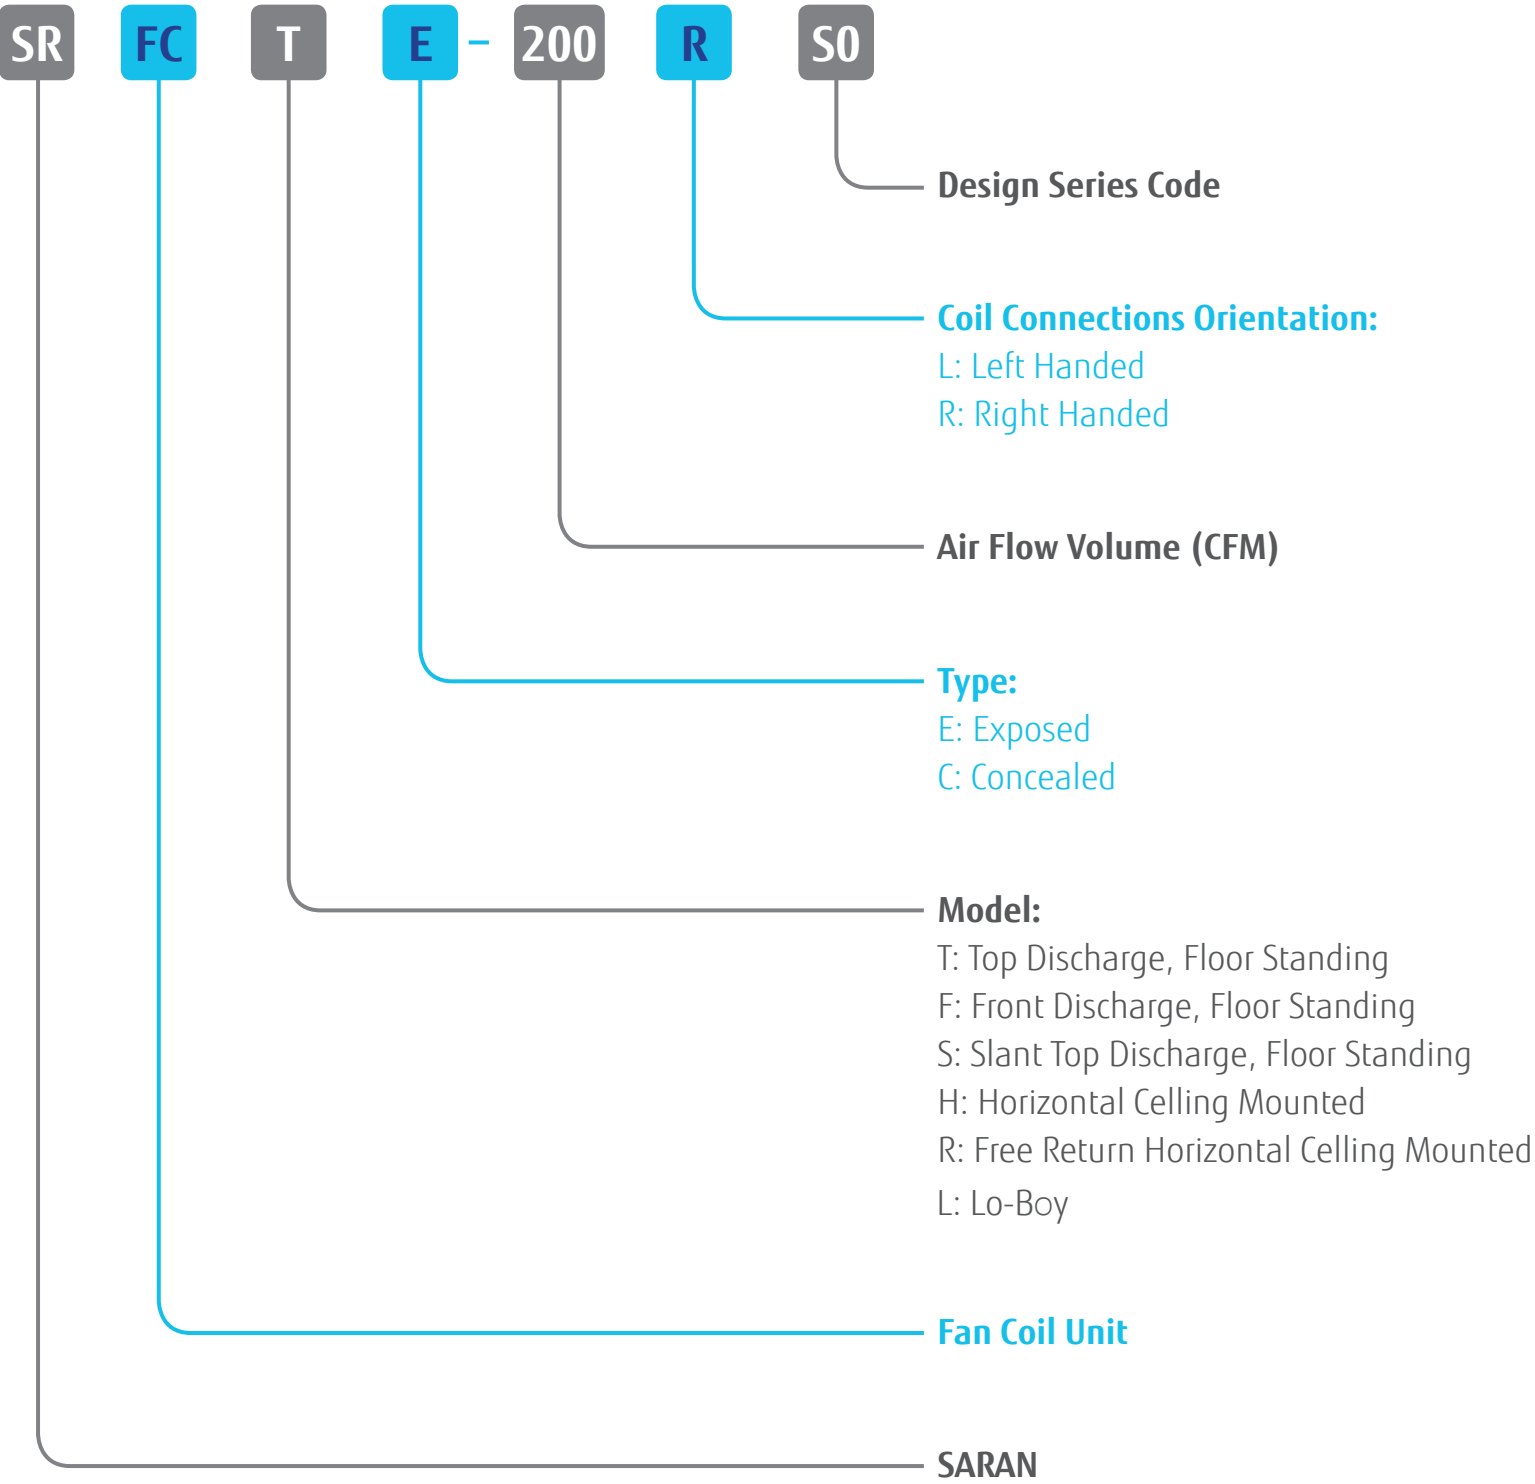 SR FC T E – 200 R S0
Design Series Code
Coil Connections Orientation:
L: Left Handed
R: Right Handed
Air Flow Volume (CFM)
Type:
E: Exposed
C: Concealed
Model:
T: Top Discharge, Floor Standing
F: Front Discharge, Floor Standing
S: Slant Top Discharge, Floor Standing
H: Horizontal Celling Mounted
R: Free Return Horizontal Celling Mounted
L: Lo-Boy
Fan Coil Unit
SARAN